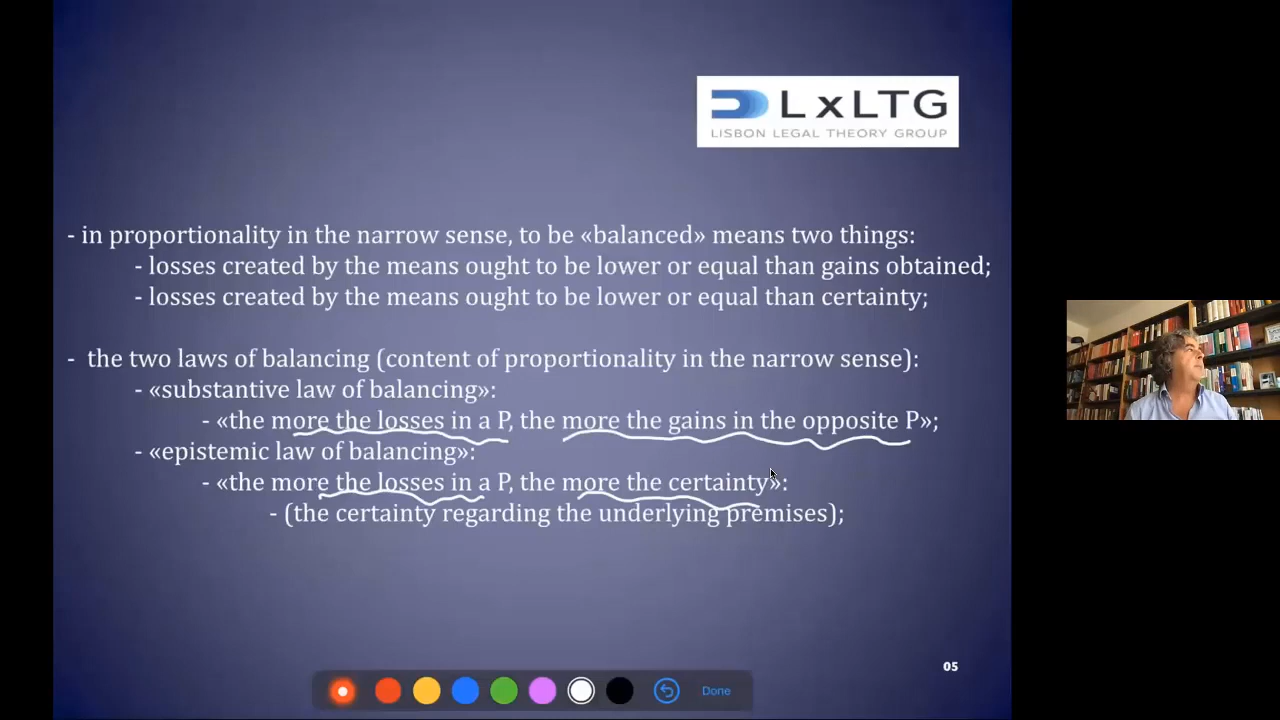 LxLTG
LISBON LEGAL THEORY GROUP
- in proportionality in the narrow sense, to be «balanced» means two things:
- losses created by the means ought to be lower or equal than gains obtained;
- losses created by the means ought to be lower or equal than certainty;
- the two laws of balancing (content of proportionality in the narrow sense):
- «substantive law of balancing»:
- «the more the losses in a P, the more the gains in the opposite P»;
- «epistemic law of balancing»:
- «the more the losses in a P, the more the certainty»:
- (the certainty regarding the underlying premises);
05
Done